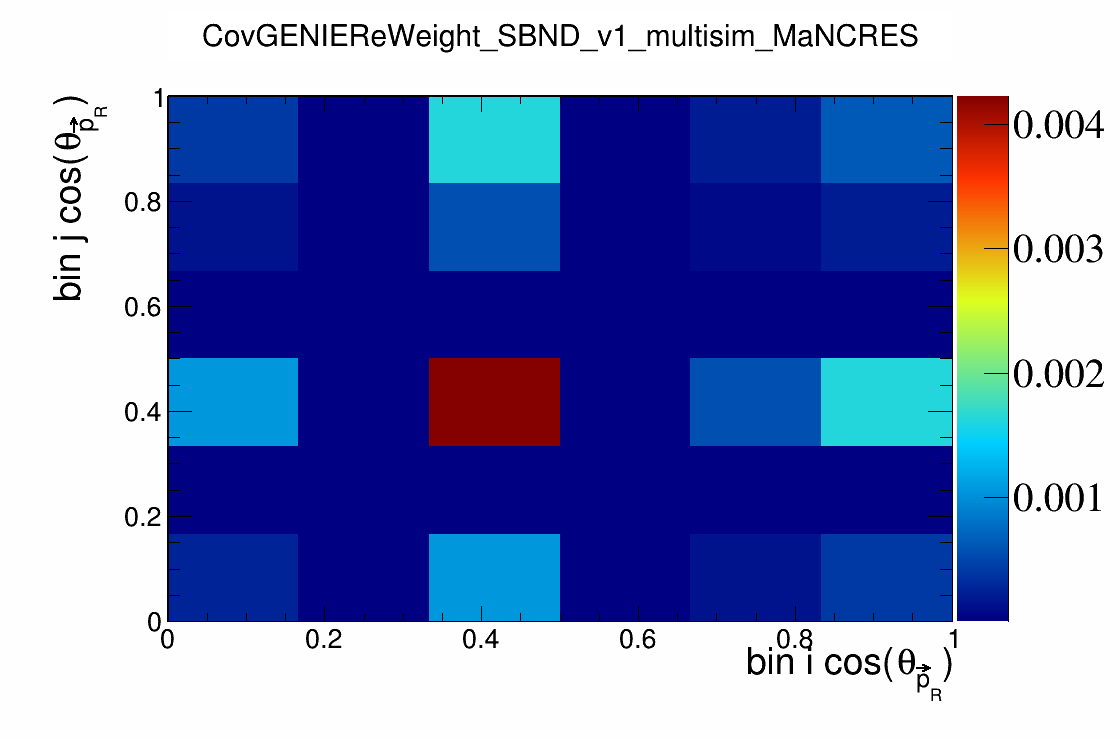 CovGENIEReWeight_SBND_v1_multisim_MaNCRES
bin j cos(θp⃗R)
1
0.8
0.6
0.4
0.2
0
0 0.2 0.4 0.6 0.8 1
bin i cos(θp⃗R)
0.004
0.003
0.002
0.001